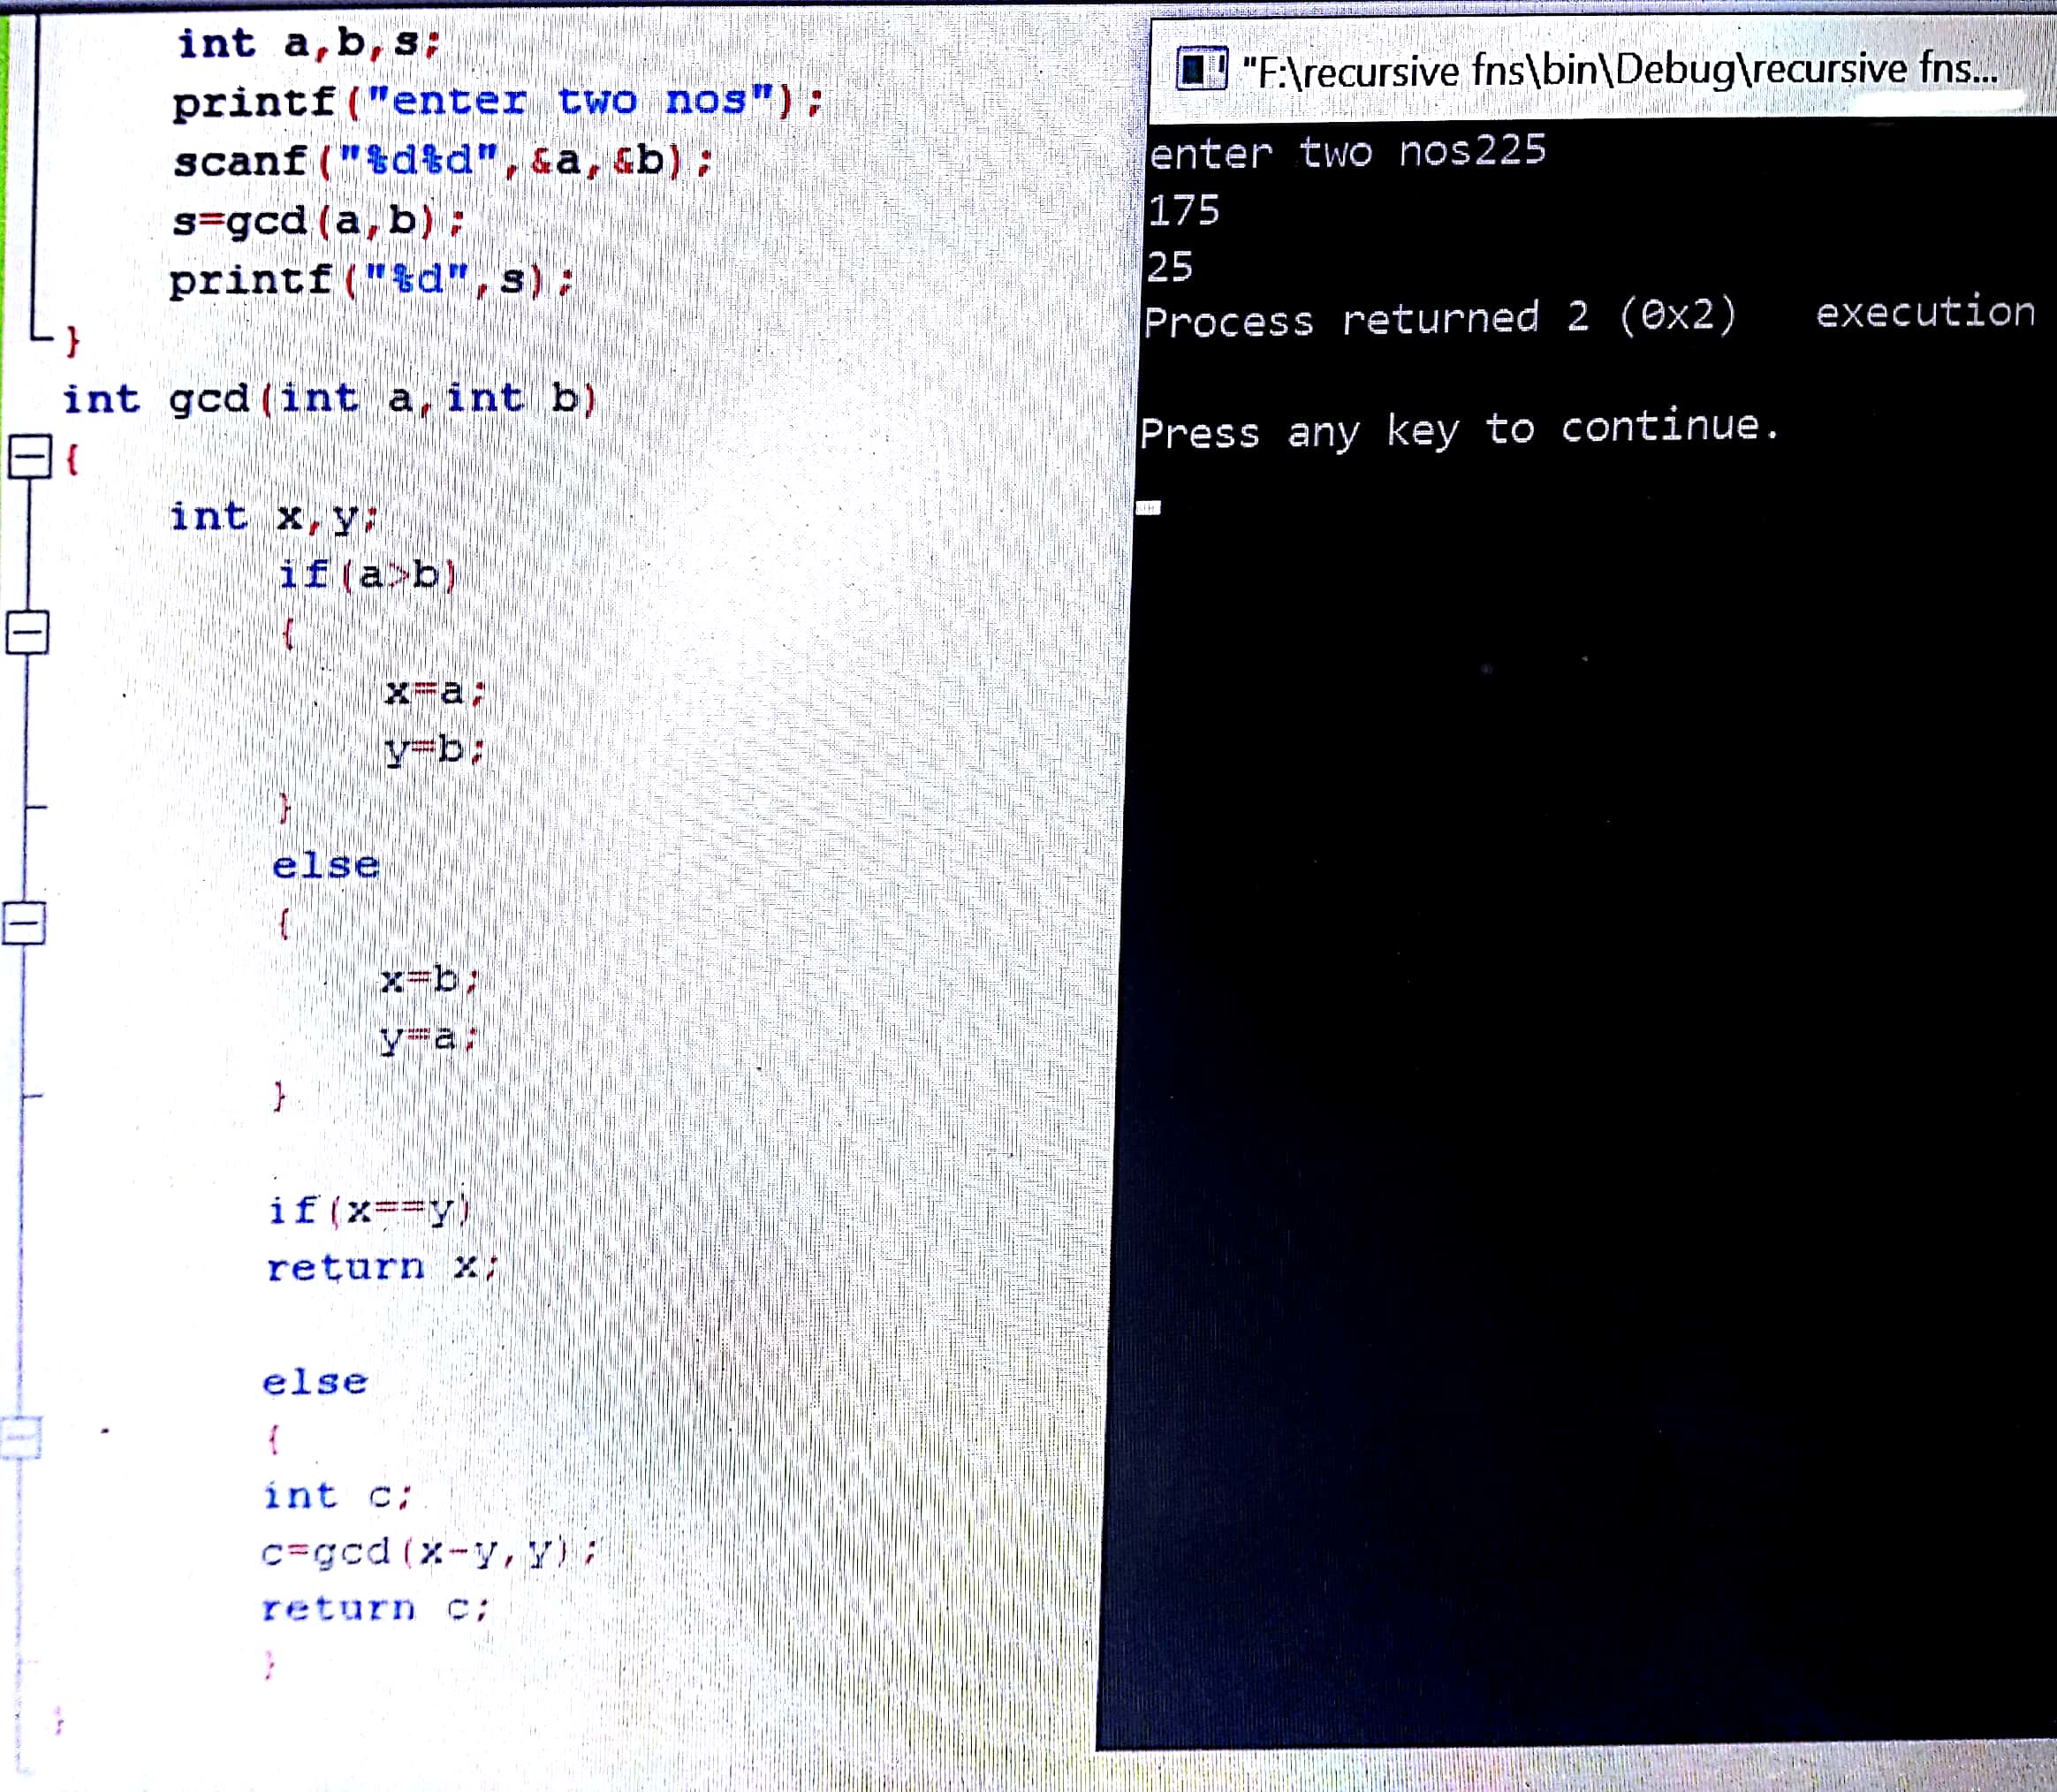 int a,b,s;
printf("enter two nos");
scanf("%d%d",&a,&b);
s=gcd(a,b);
printf("%d",s);
}
int gcd(int a,int b)
{
int x,y;
if(a>b)
{
x=a;
y=b;
}
else
{
x=b;
y=a;
}
if(x==y)
return x;
else
{
int c;
c=gcd(x-y,y);
return c;
}
}
"F:\recursive fns\bin\Debug\recursive fns...
enter two nos225
175
25
Process returned 2 (0x2)   execution
Press any key to continue.